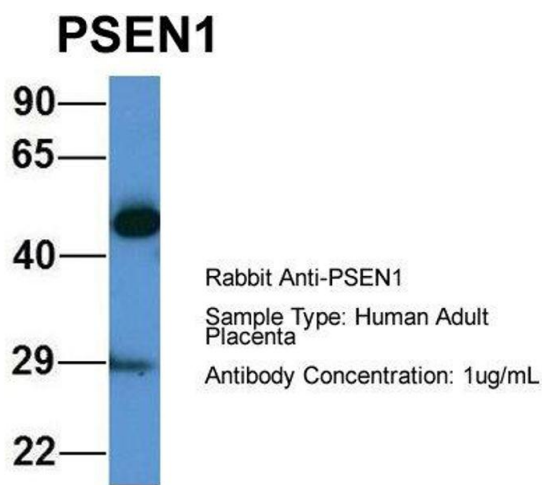 PSEN1
90
65
40
29
22
Rabbit Anti-PSEN1
Sample Type: Human Adult
Placenta
Antibody Concentration: 1ug/mL